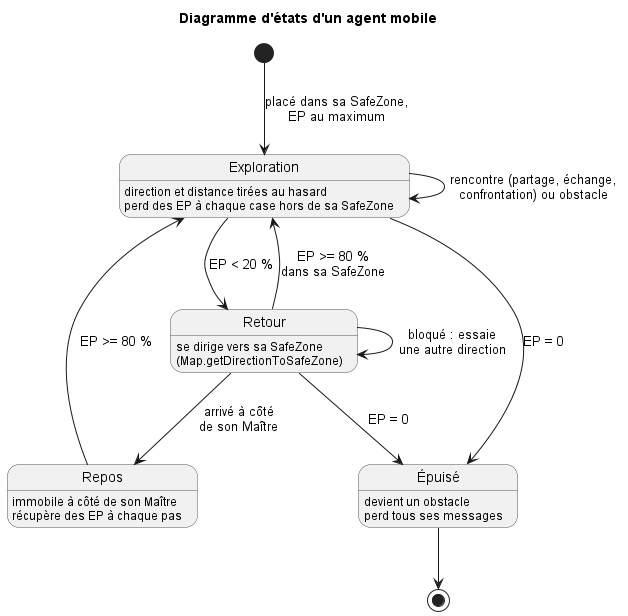 Diagramme d'états d'un agent mobile
placé dans sa SafeZone,
EP au maximum
Exploration
direction et distance tirées au hasard
perd des EP à chaque case hors de sa SafeZone
rencontre (partage, échange,
confrontation) ou obstacle
EP < 20 %
EP >= 80 %
dans sa SafeZone
Retour
se dirige vers sa SafeZone
(Map.getDirectionToSafeZone)
bloqué : essaie
une autre direction
EP >= 80 %
EP = 0
arrivé à côté
de son Maître
EP = 0
Repos
immobile à côté de son Maître
récupère des EP à chaque pas
Épuisé
devient un obstacle
perd tous ses messages